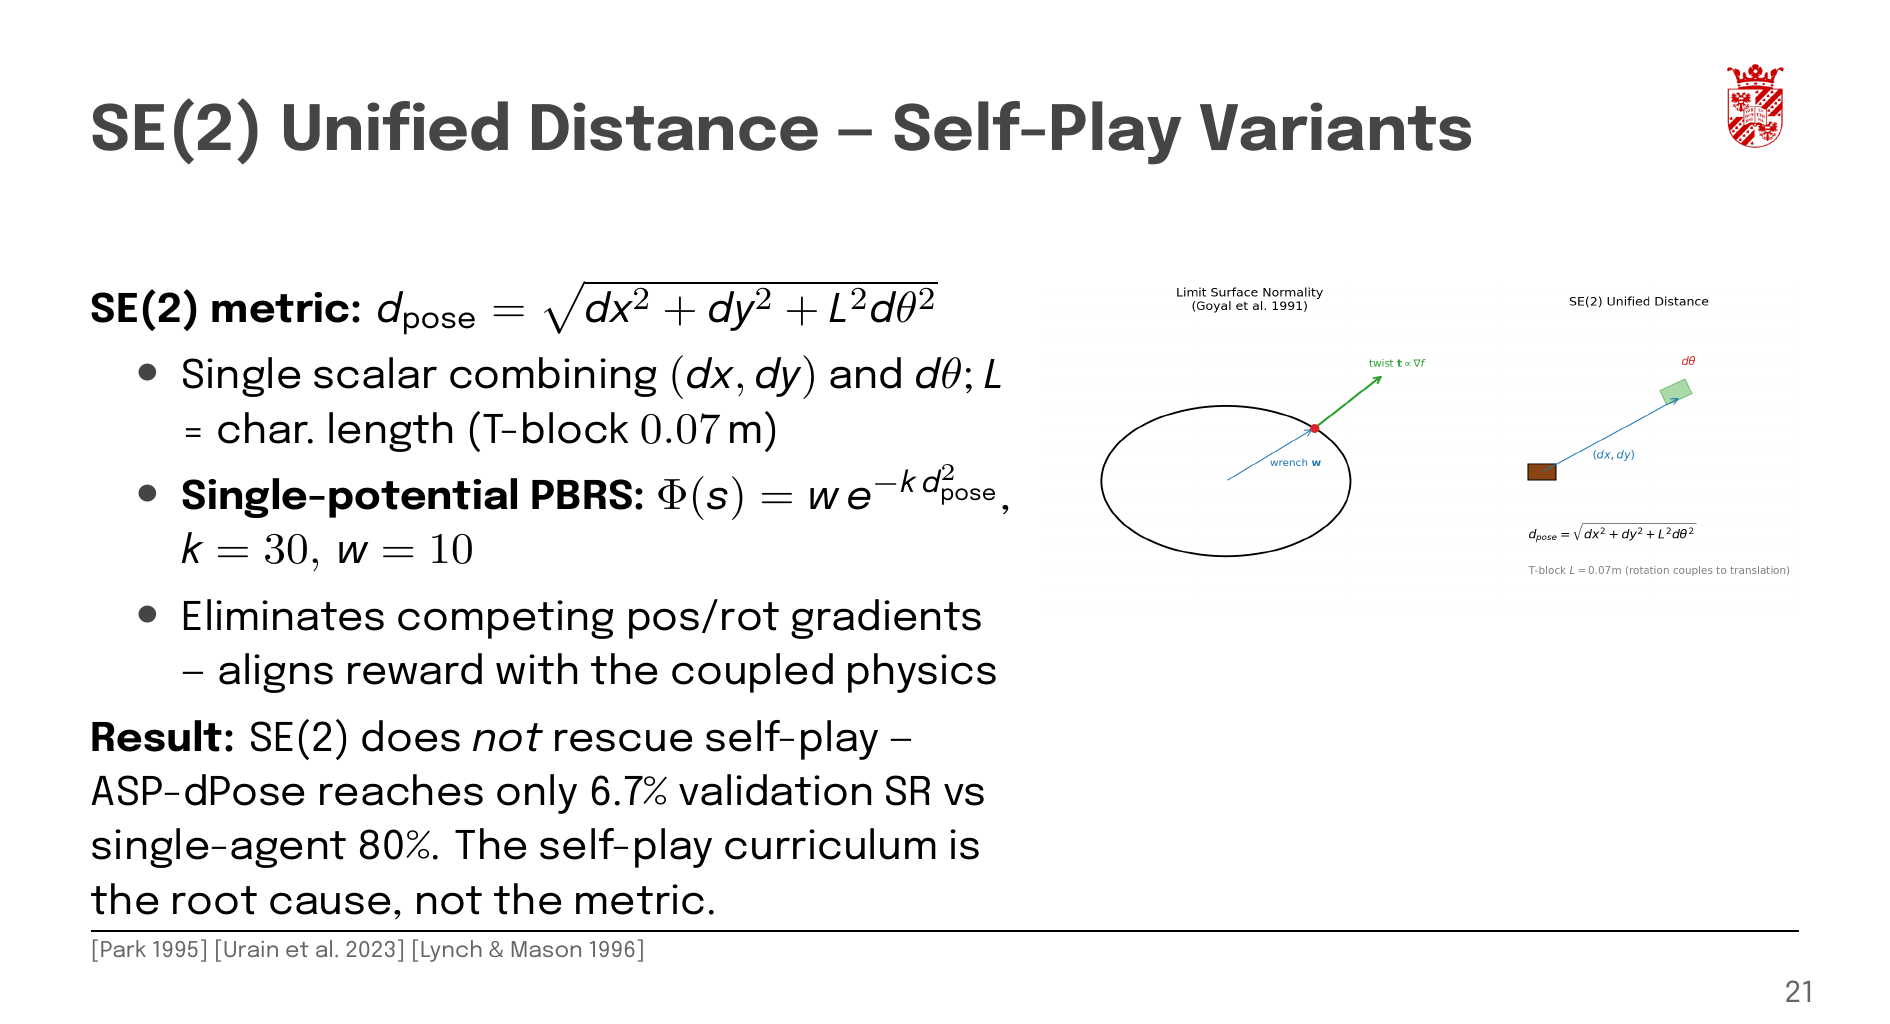 SE(2) Unified Distance – Self-Play Variants
SE(2) metric: d_pose = √(dx² + dy² + L²dθ²)
• Single scalar combining (dx, dy) and dθ; L
= char. length (T-block 0.07 m)
• Single-potential PBRS: Φ(s) = w e^(−k d²_pose),
k = 30, w = 10
• Eliminates competing pos/rot gradients
– aligns reward with the coupled physics
Result: SE(2) does not rescue self-play –
ASP-dPose reaches only 6.7% validation SR vs
single-agent 80%. The self-play curriculum is
the root cause, not the metric.
Limit Surface Normality
(Goyal et al. 1991)
twist t ∝ ∇f
wrench w
SE(2) Unified Distance
dθ
(dx, dy)
d_pose = √(dx² + dy² + L²dθ²)
T-block L = 0.07m (rotation couples to translation)
[Park 1995] [Urain et al. 2023] [Lynch & Mason 1996]
21